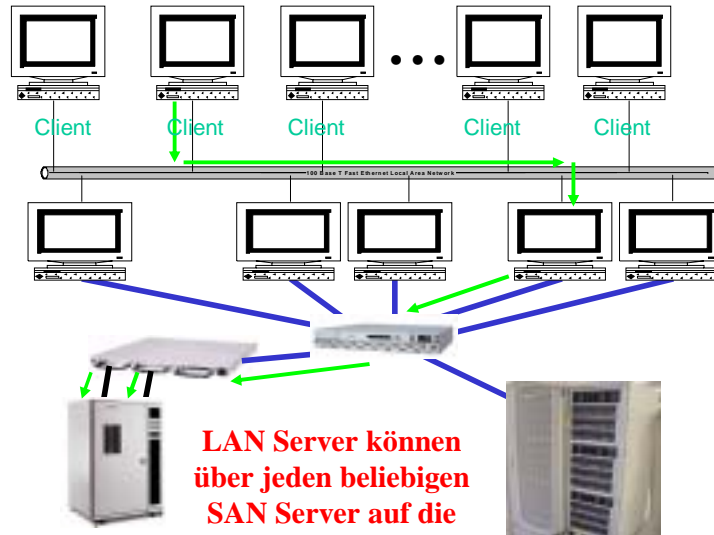 Client
Client
Client
Client
Client
100 Base T Fast Ethernet Local Area Network
LAN Server können
über jeden beliebigen
SAN Server auf die